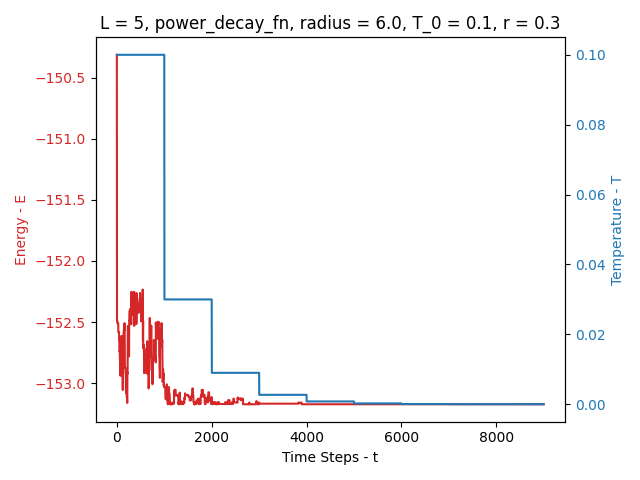 L = 5, power_decay_fn, radius = 6.0, T_0 = 0.1, r = 0.3
−150.5
−151.0
−151.5
−152.0
−152.5
−153.0
Energy - E
0.10
0.08
0.06
0.04
0.02
0.00
Temperature - T
0 2000 4000 6000 8000
Time Steps - t